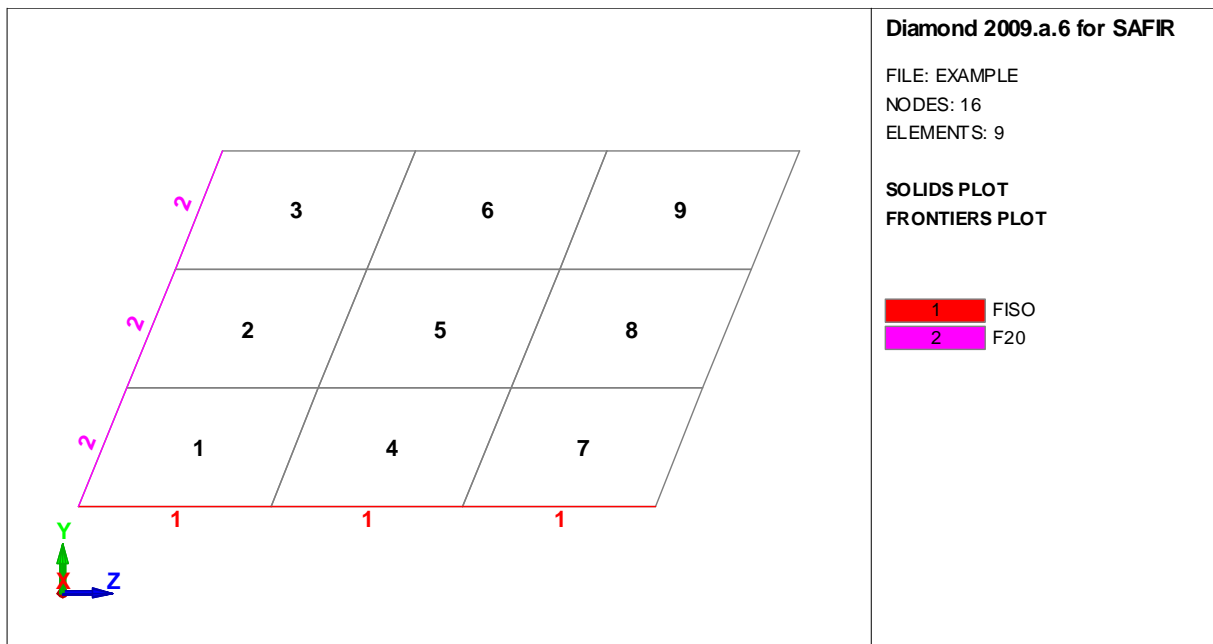 Diamond 2009.a.6 for SAFIR
FILE: EXAMPLE
NODES: 16
ELEMENTS: 9
SOLIDS PLOT
FRONTIERS PLOT
1 FISO
2 F20
2 3 6 9
2 2 5 8
2 1 4 7
1 1 1
Y
X Z